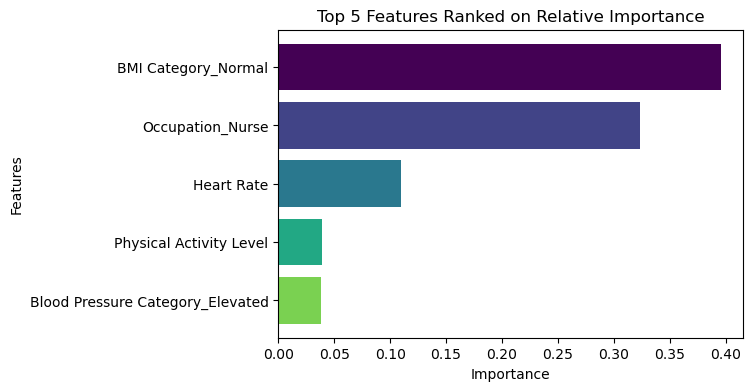 Top 5 Features Ranked on Relative Importance
BMI Category_Normal
Occupation_Nurse
Heart Rate
Physical Activity Level
Blood Pressure Category_Elevated
Features
0.00 0.05 0.10 0.15 0.20 0.25 0.30 0.35 0.40
Importance